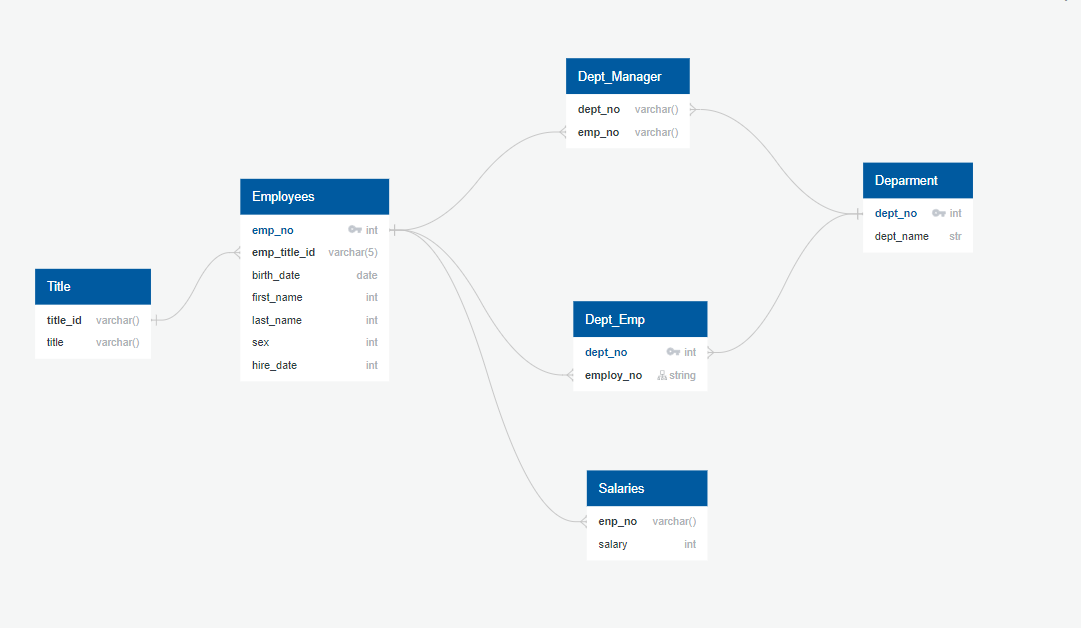 Title
title_id varchar()
title varchar()
Employees
emp_no int
emp_title_id varchar(5)
birth_date date
first_name int
last_name int
sex int
hire_date int
Dept_Manager
dept_no varchar()
emp_no varchar()
Dept_Emp
dept_no int
employ_no string
Salaries
enp_no varchar()
salary int
Deparment
dept_no int
dept_name str